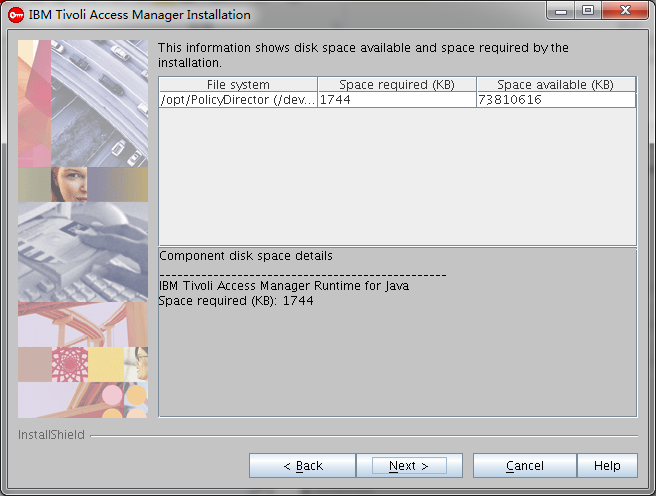 IBM Tivoli Access Manager Installation
This information shows disk space available and space required by the
installation.
File system Space required (KB) Space available (KB)
/opt/PolicyDirector (/dev... 1744 73810616
Component disk space details
------------------------------------------------
IBM Tivoli Access Manager Runtime for Java
Space required (KB): 1744
InstallShield
< Back Next > Cancel Help